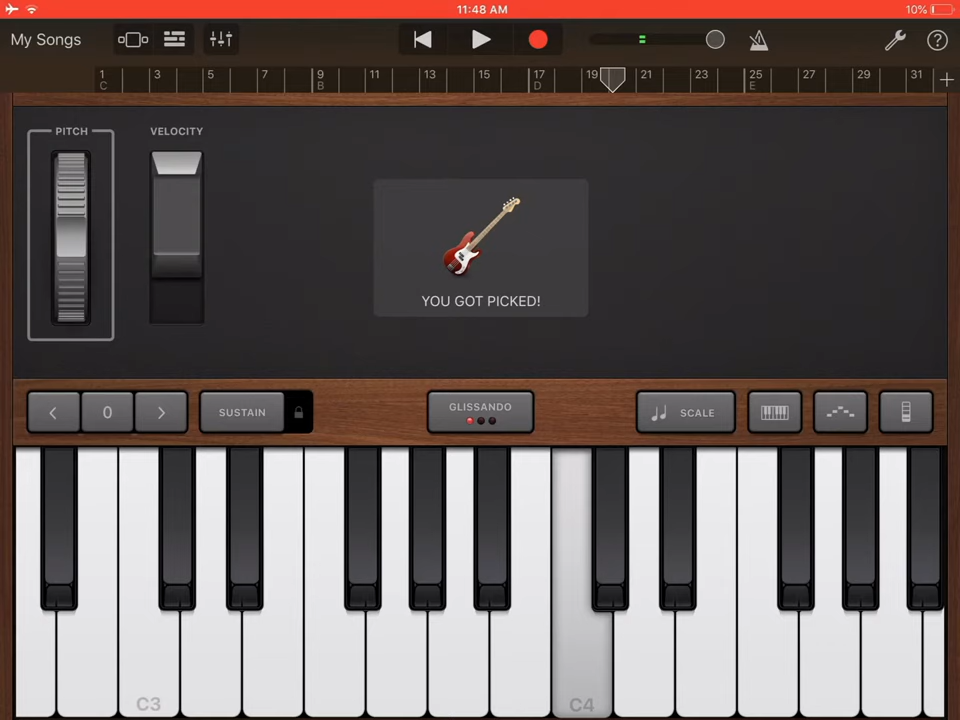 11:48 AM
10%
My Songs
1 3 5 7 9 11 13 15 17 19 21 23 25 27 29 31 +
C B D E
PITCH
VELOCITY
YOU GOT PICKED!
< 0 > SUSTAIN GLISSANDO SCALE
C3 C4